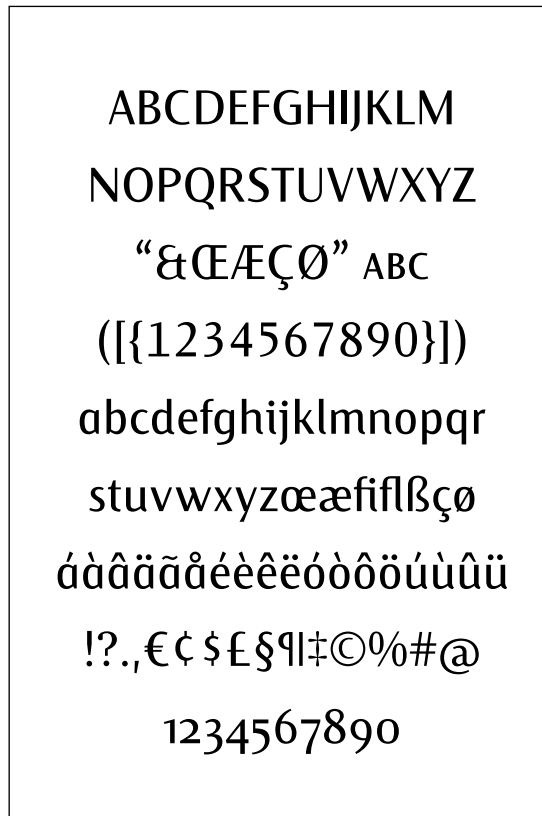 ABCDEFGHIJKLM
NOPQRSTUVWXYZ
“&ŒÆÇØ” ABC
([{1234567890}])
abcdefghijklmnopqr
stuvwxyzœæfiflßçø
áàâäãåéèêëóòôöúùûü
!?.,€¢$£§¶|‡©%#@
1234567890